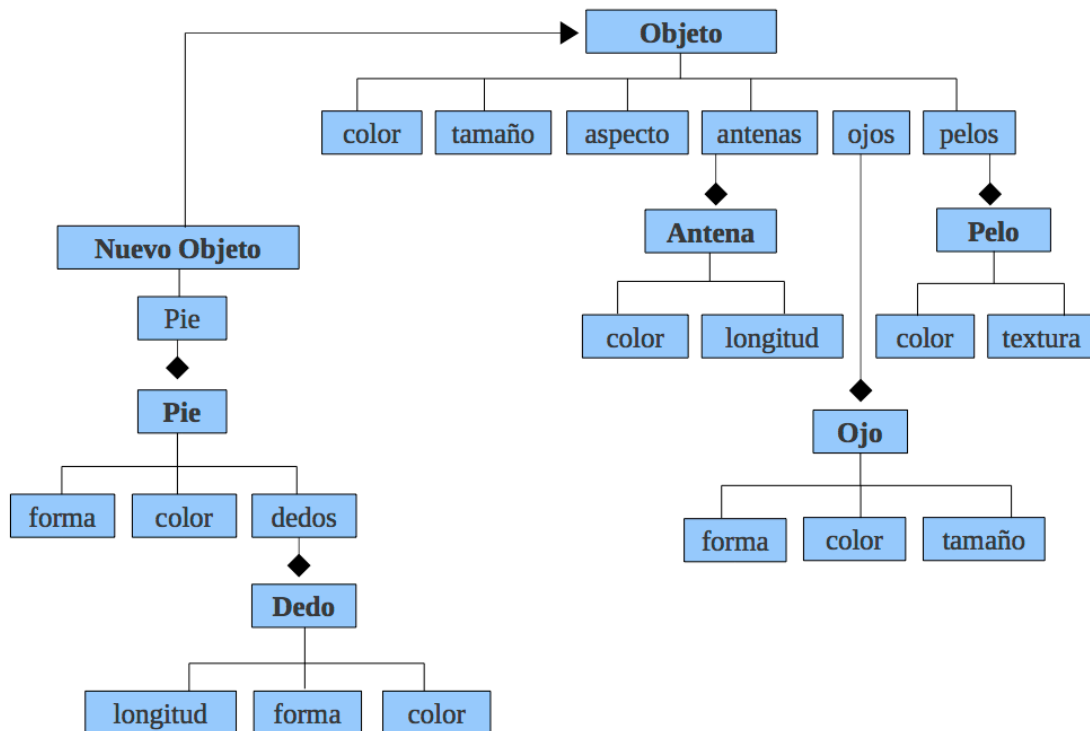 Objeto
color
tamaño
aspecto
antenas
ojos
pelos
Nuevo Objeto
Antena
Pelo
Pie
color
longitud
color
textura
Pie
Ojo
forma
color
dedos
forma
color
tamaño
Dedo
longitud
forma
color